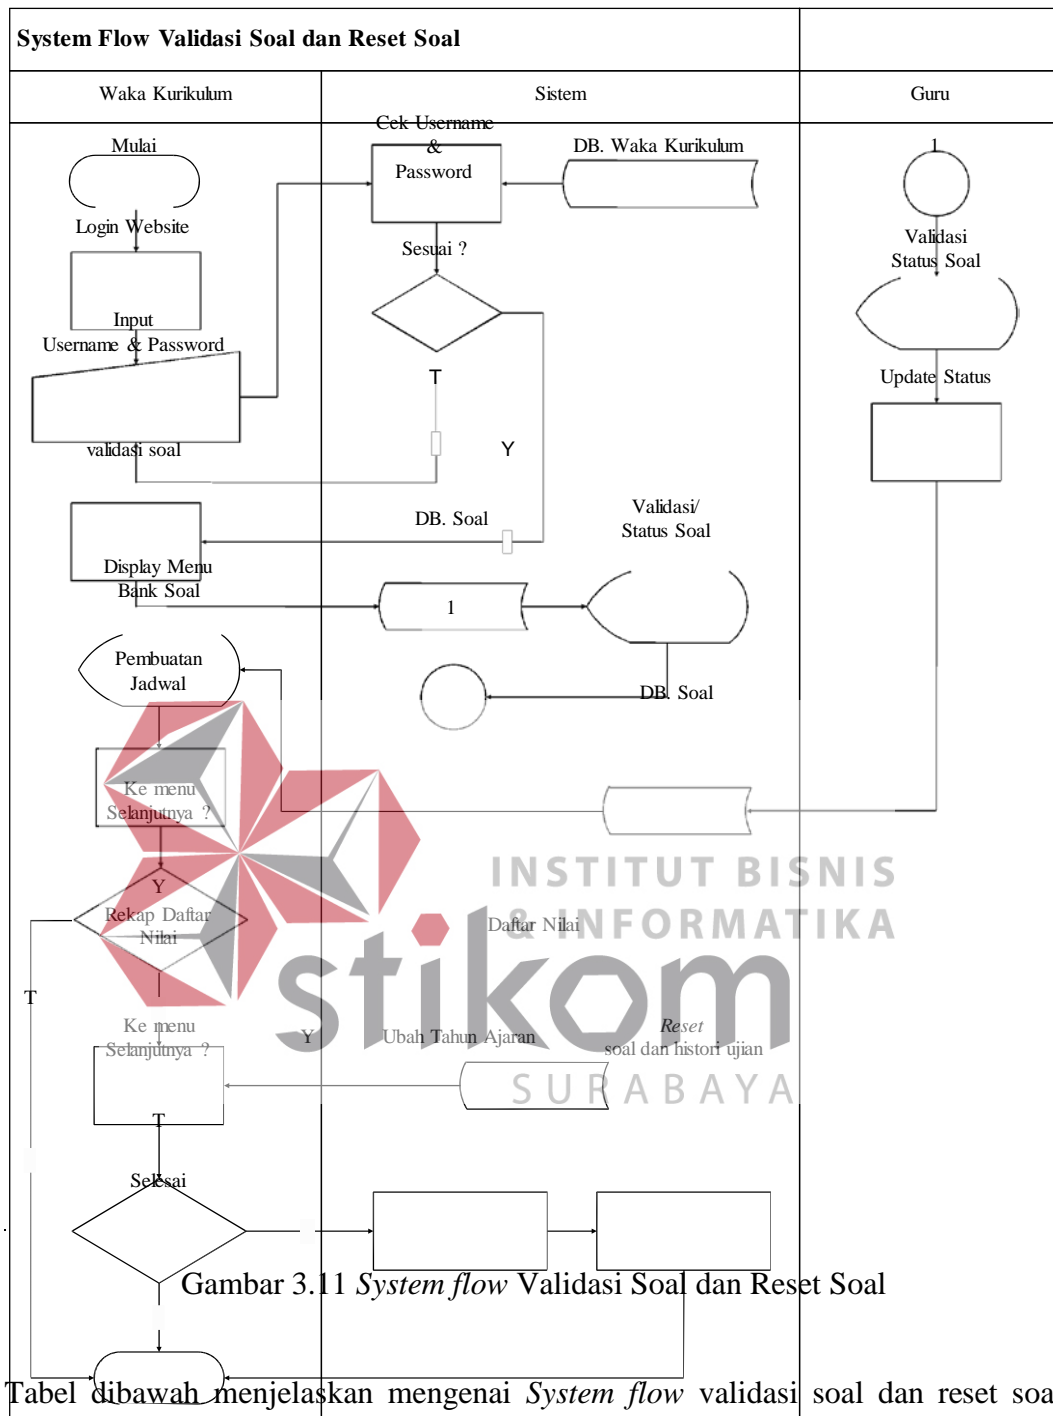 System Flow Validasi Soal dan Reset Soal
Waka Kurikulum
Sistem
Guru
Mulai
Cek Username
&
Password
DB. Waka Kurikulum
1
Login Website
Sesuai ?
Validasi
Status Soal
Input
Username & Password
T
Update Status
validasi soal
Y
DB. Soal
Validasi/
Status Soal
Display Menu
Bank Soal
1
Pembuatan
Jadwal
DB. Soal
Ke menu
Selanjutnya ?
Y
Rekap Daftar
Nilai
Daftar Nilai
INSTITUT BISNIS
& INFORMATIKA
stikom
SURABAYA
T
Ke menu
Selanjutnya ?
Y
Ubah Tahun Ajaran
Reset
soal dan histori ujian
T
Selesai
.
Gambar 3.11 System flow Validasi Soal dan Reset Soal
Tabel dibawah menjelaskan mengenai System flow validasi soal dan reset soa